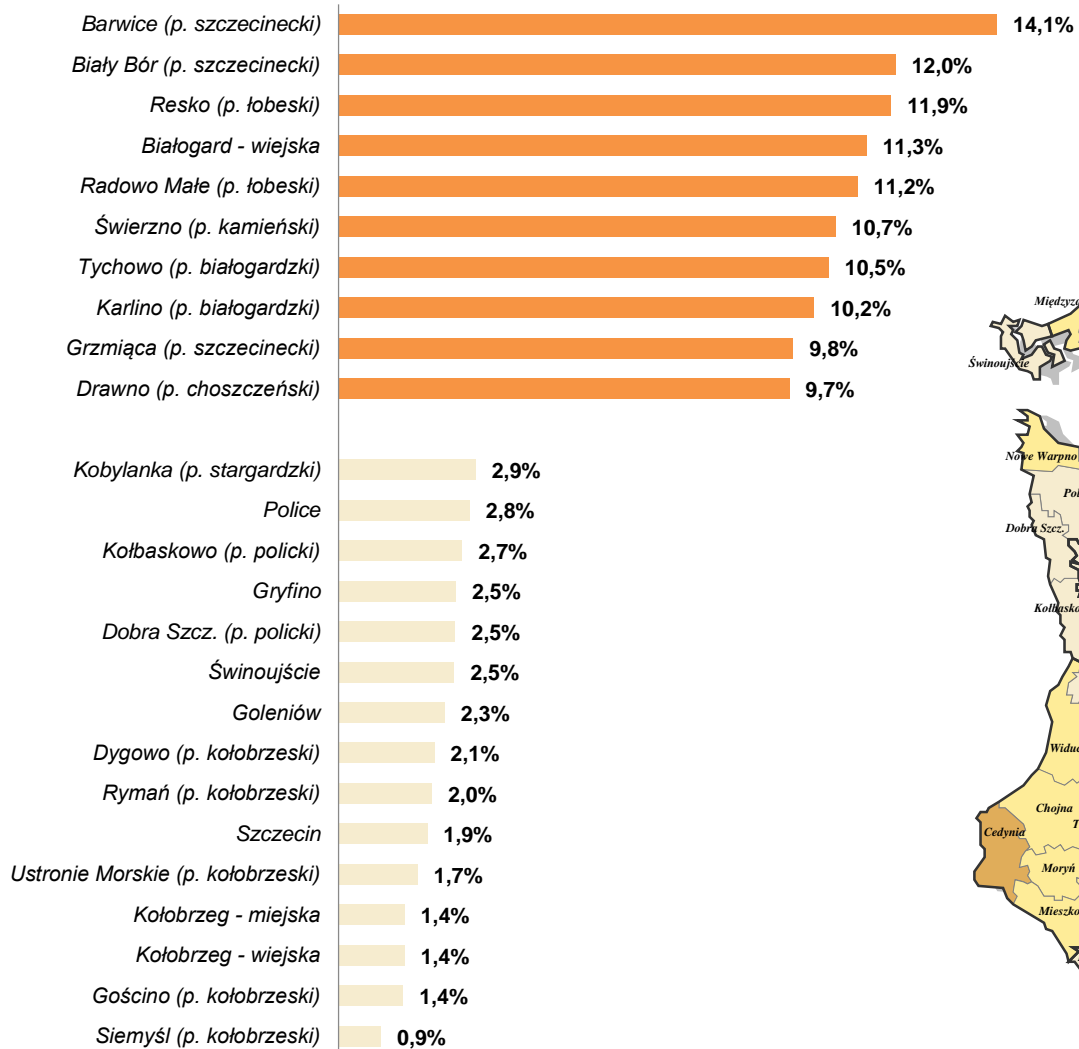 Barwice (p. szczecinecki) 14,1%
Biały Bór (p. szczecinecki) 12,0%
Resko (p. łobeski) 11,9%
Białogard - wiejska 11,3%
Radowo Małe (p. łobeski) 11,2%
Świerzno (p. kamieński) 10,7%
Tychowo (p. białogardzki) 10,5%
Karlino (p. białogardzki) 10,2%
Grzmiąca (p. szczecinecki) 9,8%
Drawno (p. choszczeński) 9,7%
Kobylanka (p. stargardzki) 2,9%
Police 2,8%
Kołbaskowo (p. policki) 2,7%
Gryfino 2,5%
Dobra Szcz. (p. policki) 2,5%
Świnoujście 2,5%
Goleniów 2,3%
Dygowo (p. kołobrzeski) 2,1%
Rymań (p. kołobrzeski) 2,0%
Szczecin 1,9%
Ustronie Morskie (p. kołobrzeski) 1,7%
Kołobrzeg - miejska 1,4%
Kołobrzeg - wiejska 1,4%
Gościno (p. kołobrzeski) 1,4%
Siemyśl (p. kołobrzeski) 0,9%
Międzyz
Świnoujście
Nowe Warpno
Pol
Dobra Szcz.
Kołbasko
Widuc
Chojna
T
Cedynia
Moryń
Mieszko